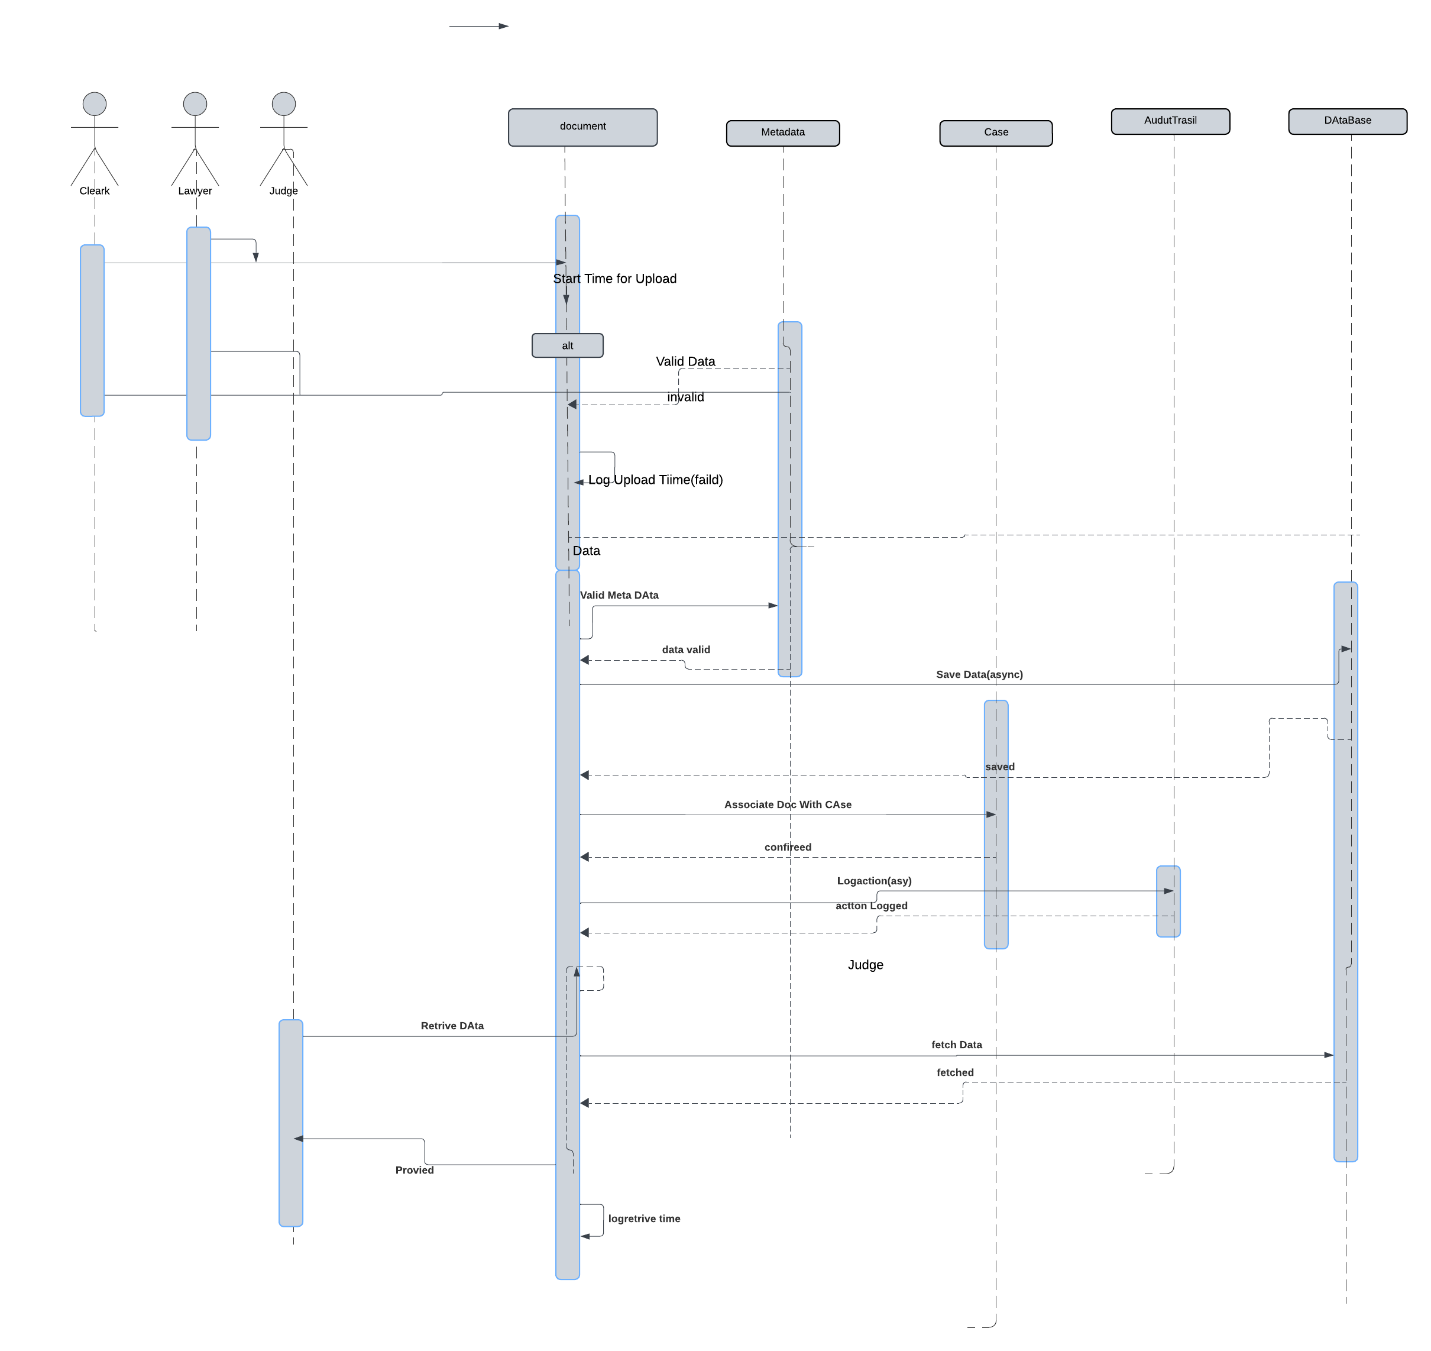 document
Metadata
Case
AudutTrasil
DAtaBase
Cleark
Lawyer
Judge
Start Time for Upload
alt
Valid Data
invalid
Log Upload Tiime(faild)
Data
Valid Meta DAta
data valid
Save Data(async)
saved
Associate Doc With CAse
confireed
Logaction(asy)
actton Logged
Judge
Retrive DAta
fetch Data
fetched
Provied
logretrive time